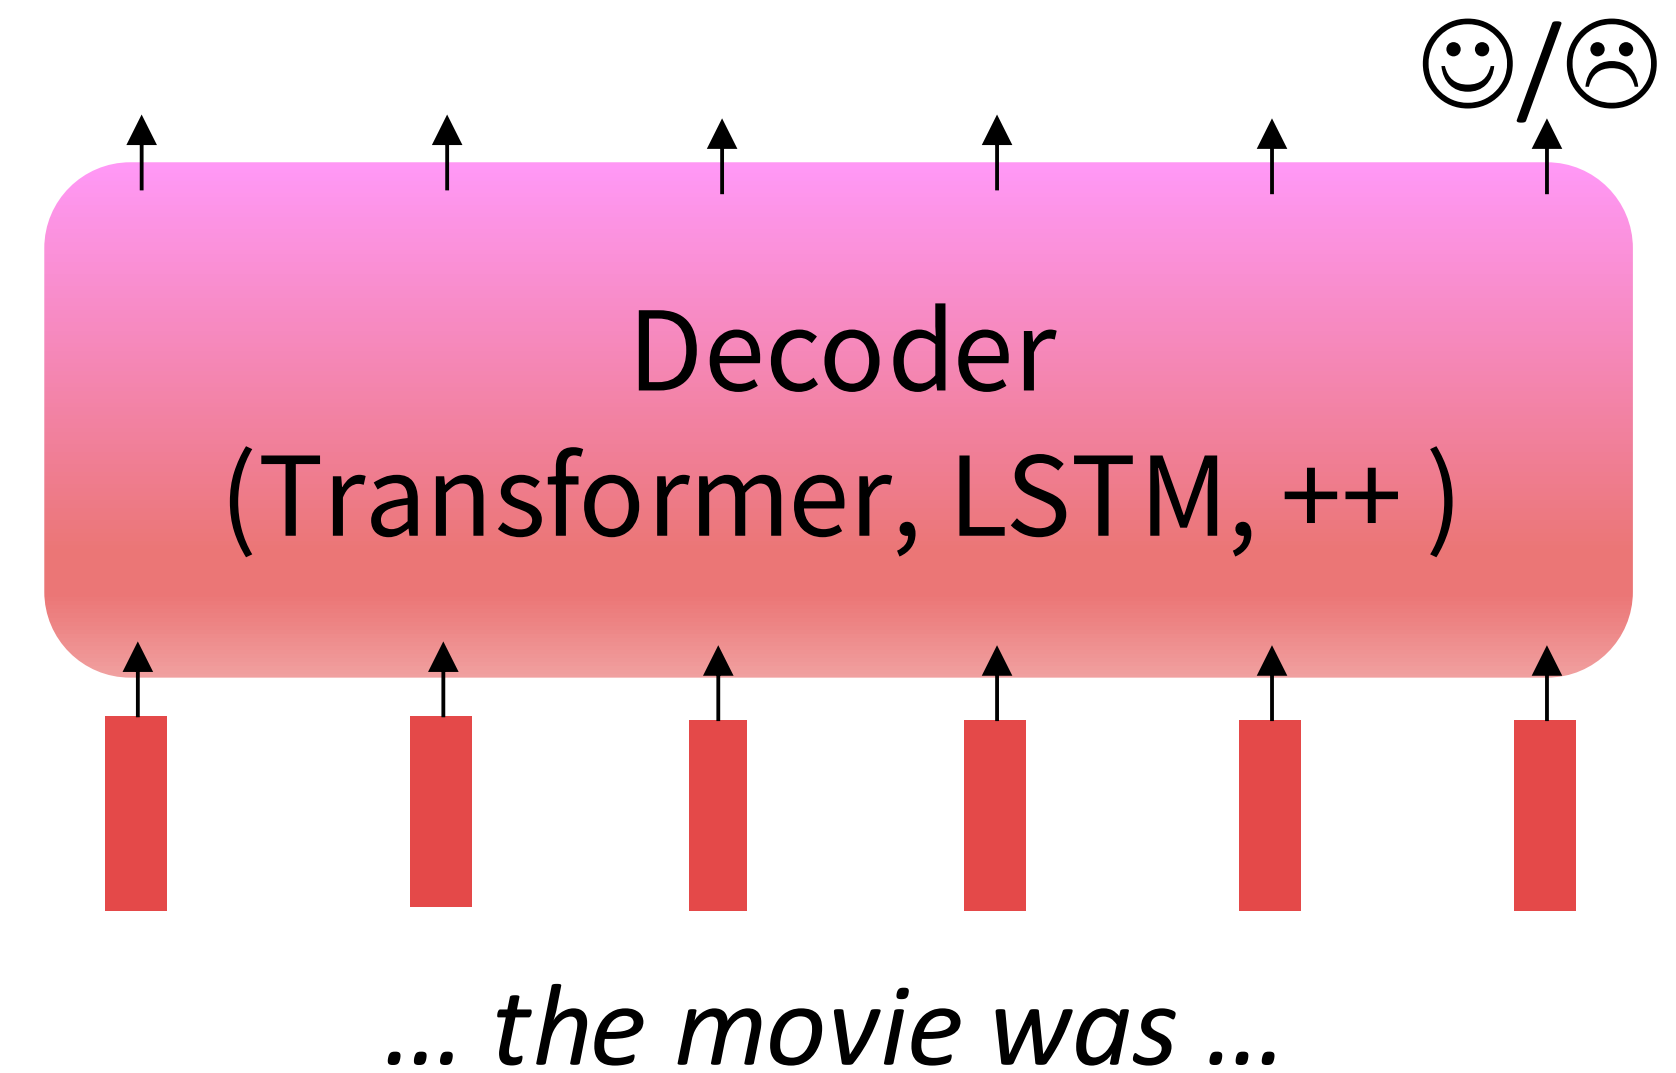 ☺/☹
Decoder
(Transformer, LSTM, ++ )
... the movie was ...